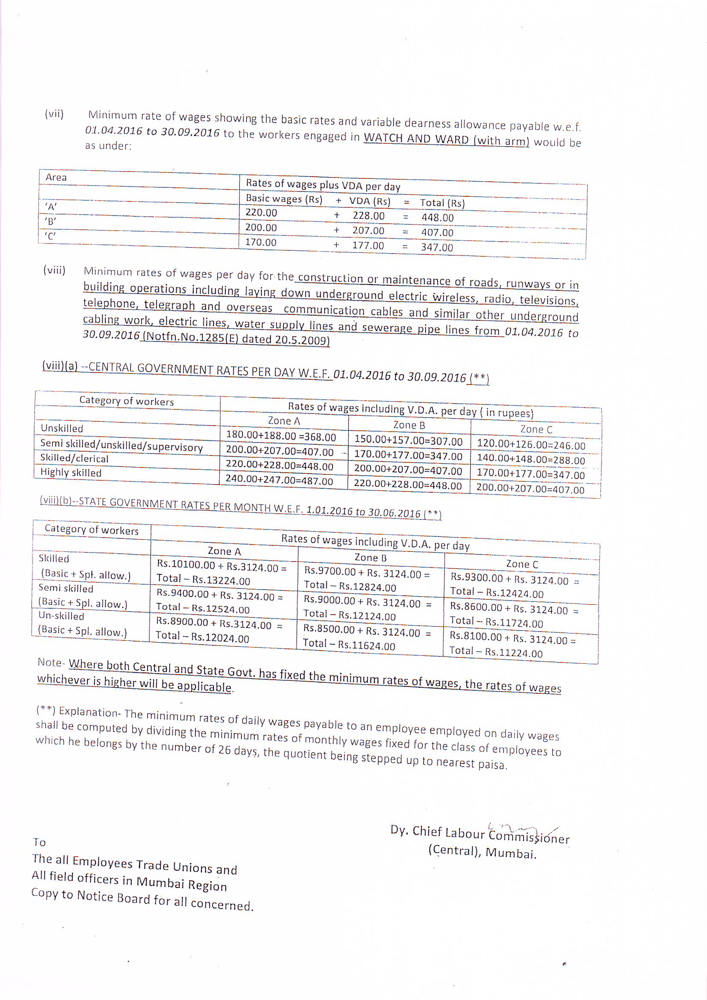 (vii) Minimum rate of wages showing the basic rates and variable dearness allowance payable w.e.f.
01.04.2016 to 30.09.2016 to the workers engaged in WATCH AND WARD (with arm) would be
as under:
Area Rates of wages plus VDA per day
Basic wages (Rs) + VDA (Rs) = Total (Rs)
‘A’ 220.00 + 228.00 = 448.00
‘B’ 200.00 + 207.00 = 407.00
‘C’ 170.00 + 177.00 = 347.00
(viii) Minimum rates of wages per day for the construction or maintenance of roads, runways or in
building operations including laying down underground electric wireless, radio, televisions,
telephone, telegraph and overseas communication cables and similar other underground
cabling work, electric lines, water supply lines and sewerage pipe lines from 01.04.2016 to
30.09.2016 (Notfn.No.1285(E) dated 20.5.2009)
(viii)(a) --CENTRAL GOVERNMENT RATES PER DAY W.E.F. 01.04.2016 to 30.09.2016 (**)
Category of workers Rates of wages including V.D.A. per day ( in rupees)
Zone A Zone B Zone C
Unskilled 180.00+188.00 =368.00 150.00+157.00=307.00 120.00+126.00=246.00
Semi skilled/unskilled/supervisory 200.00+207.00=407.00 170.00+177.00=347.00 140.00+148.00=288.00
Skilled/clerical 220.00+228.00=448.00 200.00+207.00=407.00 170.00+177.00=347.00
Highly skilled 240.00+247.00=487.00 220.00+228.00=448.00 200.00+207.00=407.00
(viii)(b)--STATE GOVERNMENT RATES PER MONTH W.E.F. 1.01.2016 to 30.06.2016 (**)
Category of workers Rates of wages including V.D.A. per day
Zone A Zone B Zone C
Skilled Rs.10100.00 + Rs.3124.00 = Rs.9700.00 + Rs. 3124.00 = Rs.9300.00 + Rs. 3124.00 =
(Basic + Spl. allow.) Total – Rs.13224.00 Total – Rs.12824.00 Total – Rs.12424.00
Semi skilled Rs.9400.00 + Rs. 3124.00 = Rs.9000.00 + Rs. 3124.00 = Rs.8600.00 + Rs. 3124.00 =
(Basic + Spl. allow.) Total – Rs.12524.00 Total – Rs.12124.00 Total – Rs.11724.00
Un-skilled Rs.8900.00 + Rs.3124.00 = Rs.8500.00 + Rs. 3124.00 = Rs.8100.00 + Rs. 3124.00 =
(Basic + Spl. allow.) Total – Rs.12024.00 Total – Rs.11624.00 Total – Rs.11224.00
Note- Where both Central and State Govt. has fixed the minimum rates of wages, the rates of wages
whichever is higher will be applicable.
(**) Explanation- The minimum rates of daily wages payable to an employee employed on daily wages
shall be computed by dividing the minimum rates of monthly wages fixed for the class of employees to
which he belongs by the number of 26 days, the quotient being stepped up to nearest paisa.
Dy. Chief Labour Commissioner
(Central), Mumbai.
To
The all Employees Trade Unions and
All field officers in Mumbai Region
Copy to Notice Board for all concerned.